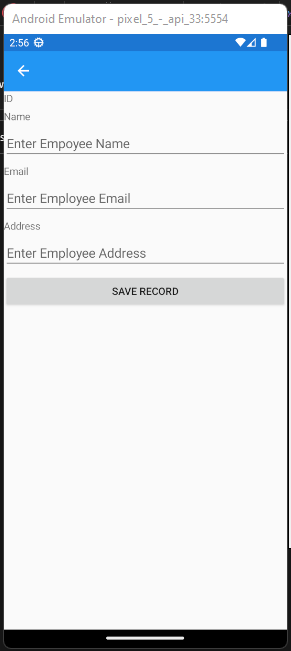 Android Emulator - pixel_5_-_api_33:5554
2:56
ID
Name
Enter Empoyee Name
Email
Enter Employee Email
Address
Enter Employee Address
SAVE RECORD